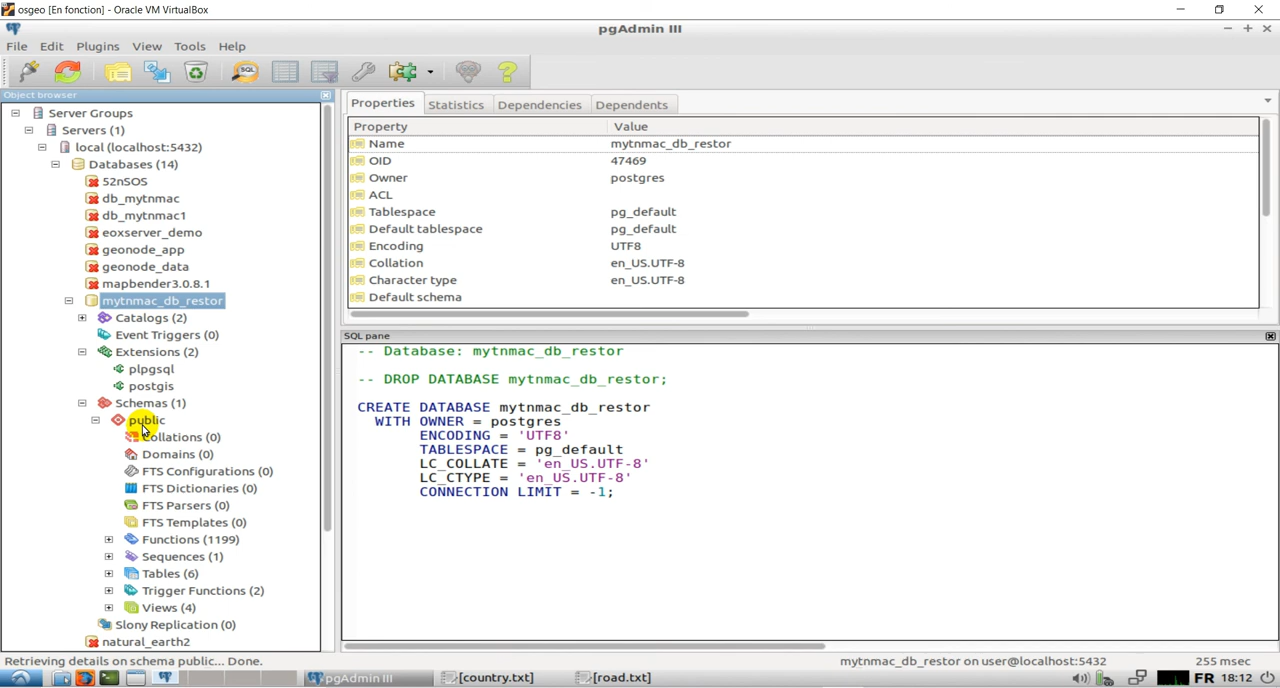 osgeo [En fonction] - Oracle VM VirtualBox
pgAdmin III
File Edit Plugins View Tools Help
SQL
Object browser
Server Groups
Servers (1)
local (localhost:5432)
Databases (14)
52nSOS
db_mytnmac
db_mytnmac1
eoxserver_demo
geonode_app
geonode_data
mapbender3.0.8.1
mytnmac_db_restor
Catalogs (2)
Event Triggers (0)
Extensions (2)
plpgsql
postgis
Schemas (1)
public
Collations (0)
Domains (0)
FTS Configurations (0)
FTS Dictionaries (0)
FTS Parsers (0)
FTS Templates (0)
Functions (1199)
Sequences (1)
Tables (6)
Trigger Functions (2)
Views (4)
Slony Replication (0)
natural_earth2
Properties Statistics Dependencies Dependents
Property Value
Name mytnmac_db_restor
OID 47469
Owner postgres
ACL
Tablespace pg_default
Default tablespace pg_default
Encoding UTF8
Collation en_US.UTF-8
Character type en_US.UTF-8
Default schema
SQL pane
-- Database: mytnmac_db_restor
-- DROP DATABASE mytnmac_db_restor;
CREATE DATABASE mytnmac_db_restor
WITH OWNER = postgres
ENCODING = 'UTF8'
TABLESPACE = pg_default
LC_COLLATE = 'en_US.UTF-8'
LC_CTYPE = 'en_US.UTF-8'
CONNECTION LIMIT = -1;
Retrieving details on schema public... Done. mytnmac_db_restor on user@localhost:5432 255 msec
pgAdmin III [country.txt] [road.txt] FR 18:12